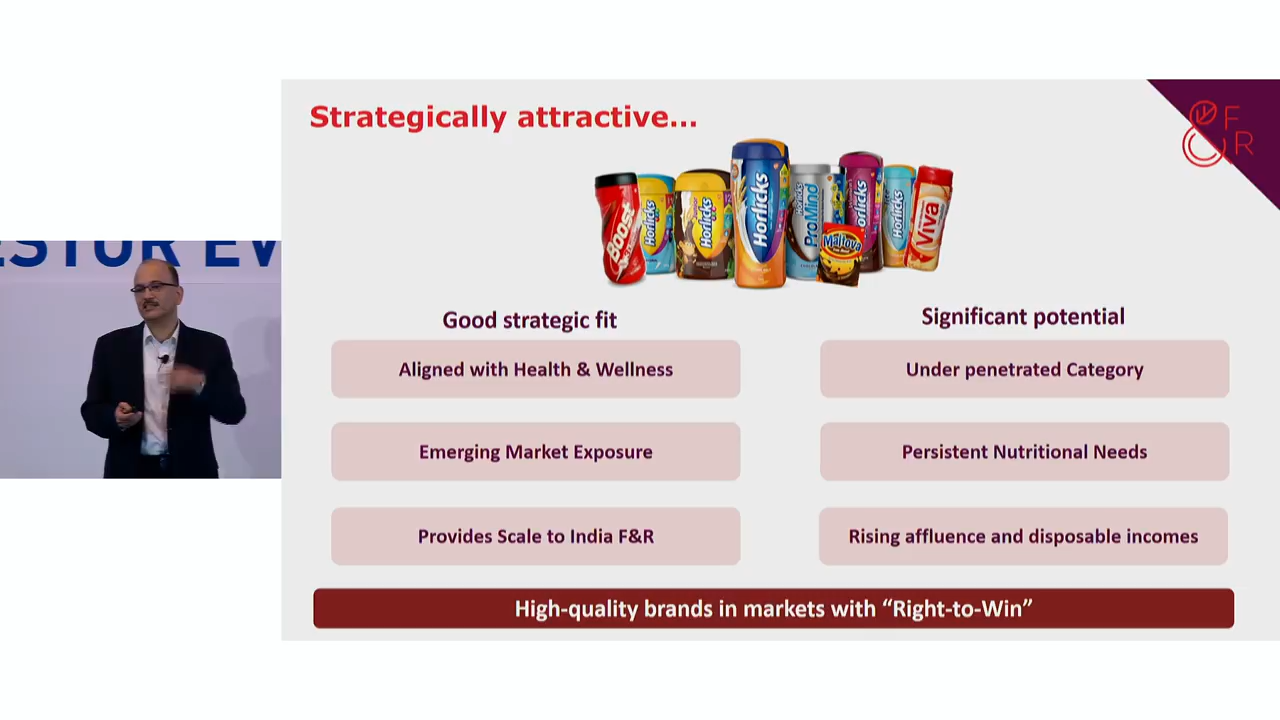 Strategically attractive...
& F
R
Boost
Horlicks
Horlicks
Horlicks
Horlicks
ProMind
Maltova
Horlicks
Horlicks
Viva
ESTOR EV
Good strategic fit
Significant potential
Aligned with Health & Wellness
Under penetrated Category
Emerging Market Exposure
Persistent Nutritional Needs
Provides Scale to India F&R
Rising affluence and disposable incomes
High-quality brands in markets with “Right-to-Win”